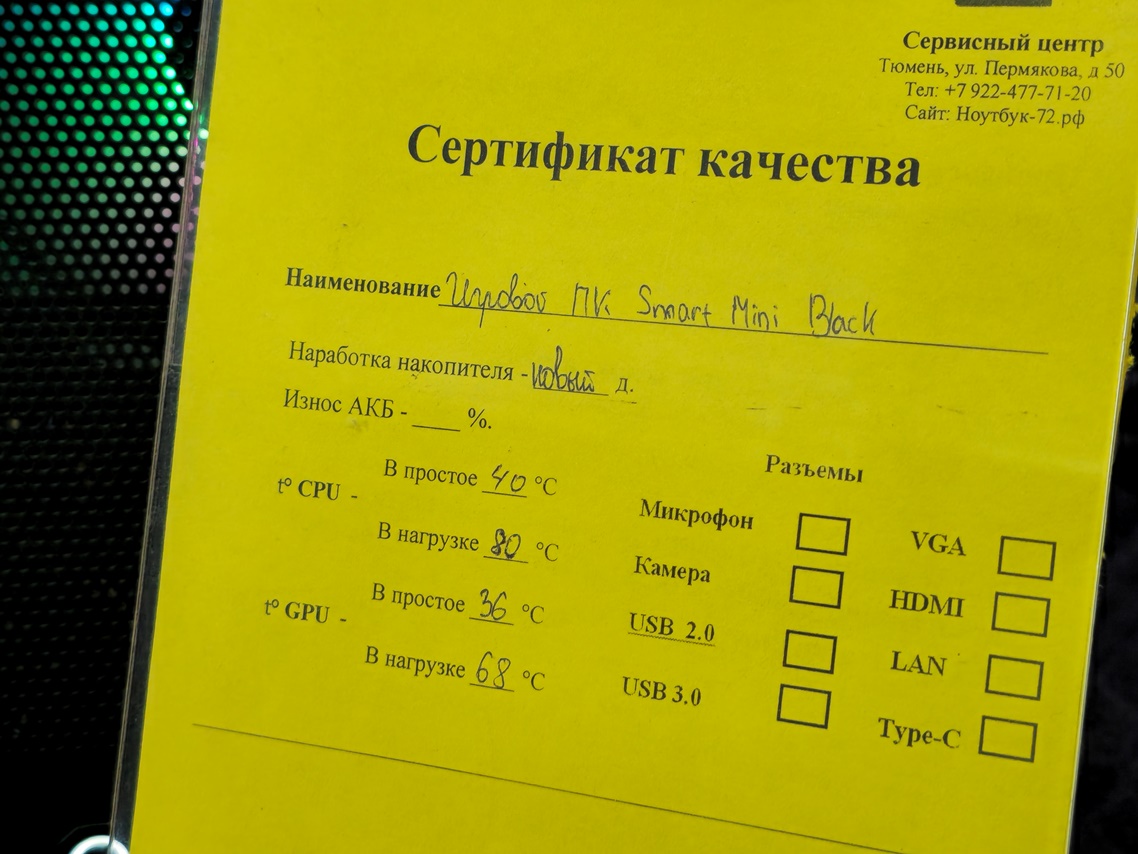 Сервисный центр
Тюмень, ул. Пермякова, д 50
Тел: +7 922-477-71-20
Сайт: Ноутбук-72.рф
Сертификат качества
Наименование Игровой ПК Smart Mini Black
Наработка накопителя - новый д.
Износ АКБ - ____ %.
t° CPU -
В простое 40 °C
В нагрузке 80 °C
t° GPU -
В простое 36 °C
В нагрузке 68 °C
Разъемы
Микрофон
Камера
USB 2.0
USB 3.0
VGA
HDMI
LAN
Type-C